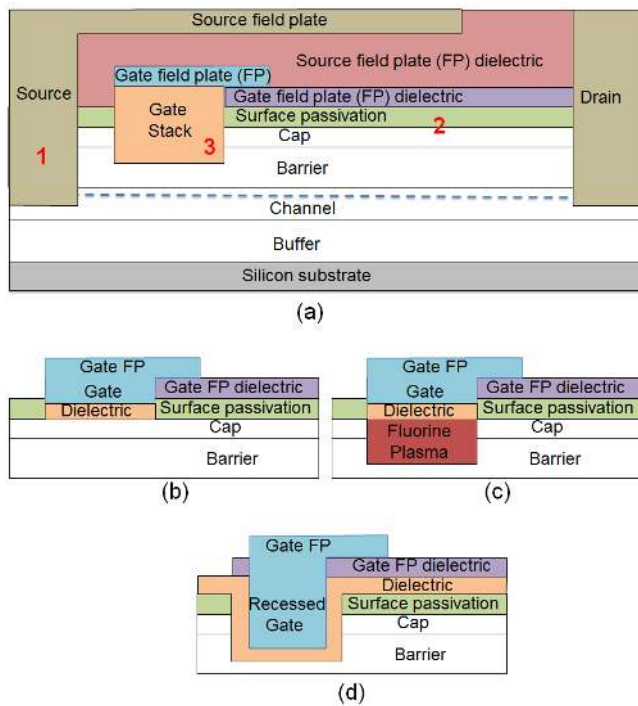 Source field plate
Source field plate (FP) dielectric
Gate field plate (FP)
Source
Gate field plate (FP) dielectric
Drain
Gate
Stack
Surface passivation
2
Cap
3
1
Barrier
Channel
Buffer
Silicon substrate
(a)
Gate FP
Gate
Gate FP dielectric
Dielectric
Surface passivation
Cap
Barrier
(b)
Gate FP
Gate
Gate FP dielectric
Dielectric
Surface passivation
Fluorine
Plasma
Cap
Barrier
(c)
Gate FP
Gate FP dielectric
Dielectric
Recessed
Gate
Surface passivation
Cap
Barrier
(d)